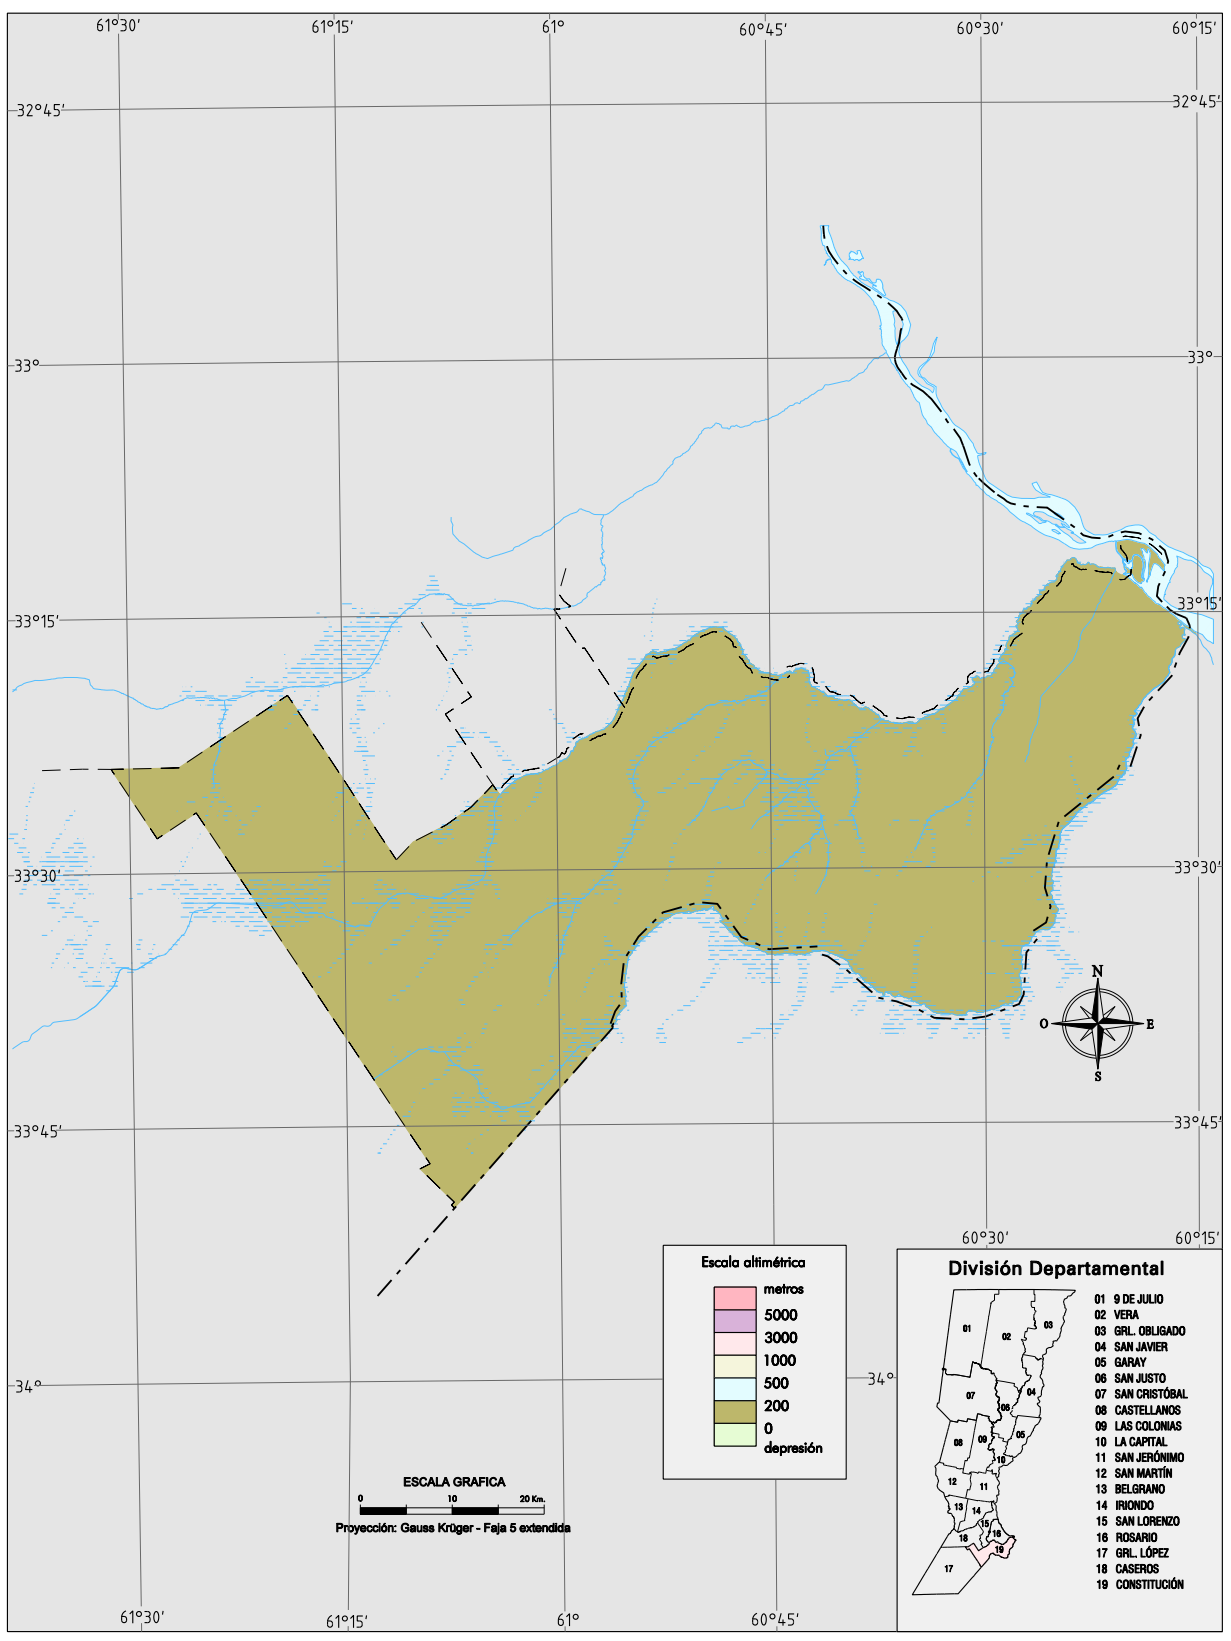 61°30' 61°15' 61° 60°45' 60°30' 60°15'
32°45' 32°45'
33° 33°
33°15' 33°15'
33°30' 33°30'
N
O E
S
33°45' 33°45'
60°30' 60°15'
34° 34°
Escala altimétrica
metros
5000
3000
1000
500
200
0
depresión
ESCALA GRAFICA
0 10 20 Km.
Proyección: Gauss Krüger - Faja 5 extendida
División Departamental
01
02
03
04
05
06
07
08
09
10
11
12
13
14
15
16
17
18
19
01 9 DE JULIO
02 VERA
03 GRL. OBLIGADO
04 SAN JAVIER
05 GARAY
06 SAN JUSTO
07 SAN CRISTÓBAL
08 CASTELLANOS
09 LAS COLONIAS
10 LA CAPITAL
11 SAN JERÓNIMO
12 SAN MARTÍN
13 BELGRANO
14 IRIONDO
15 SAN LORENZO
16 ROSARIO
17 GRL. LÓPEZ
18 CASEROS
19 CONSTITUCIÓN
61°30' 61°15' 61° 60°45'